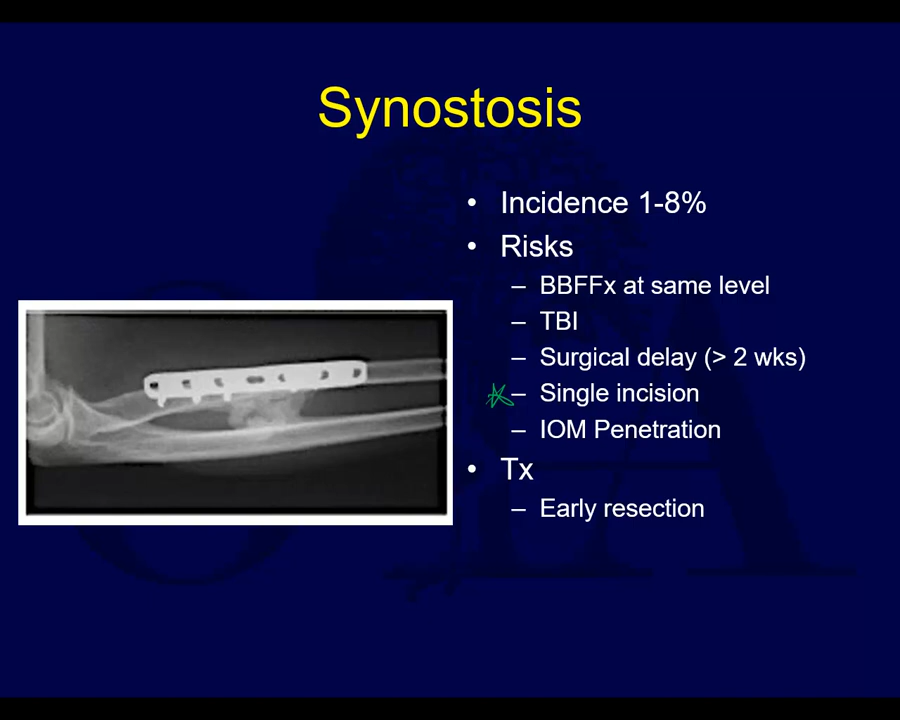 Synostosis
• Incidence 1-8%
• Risks
– BBFFx at same level
– TBI
– Surgical delay (> 2 wks)
– Single incision
– IOM Penetration
• Tx
– Early resection